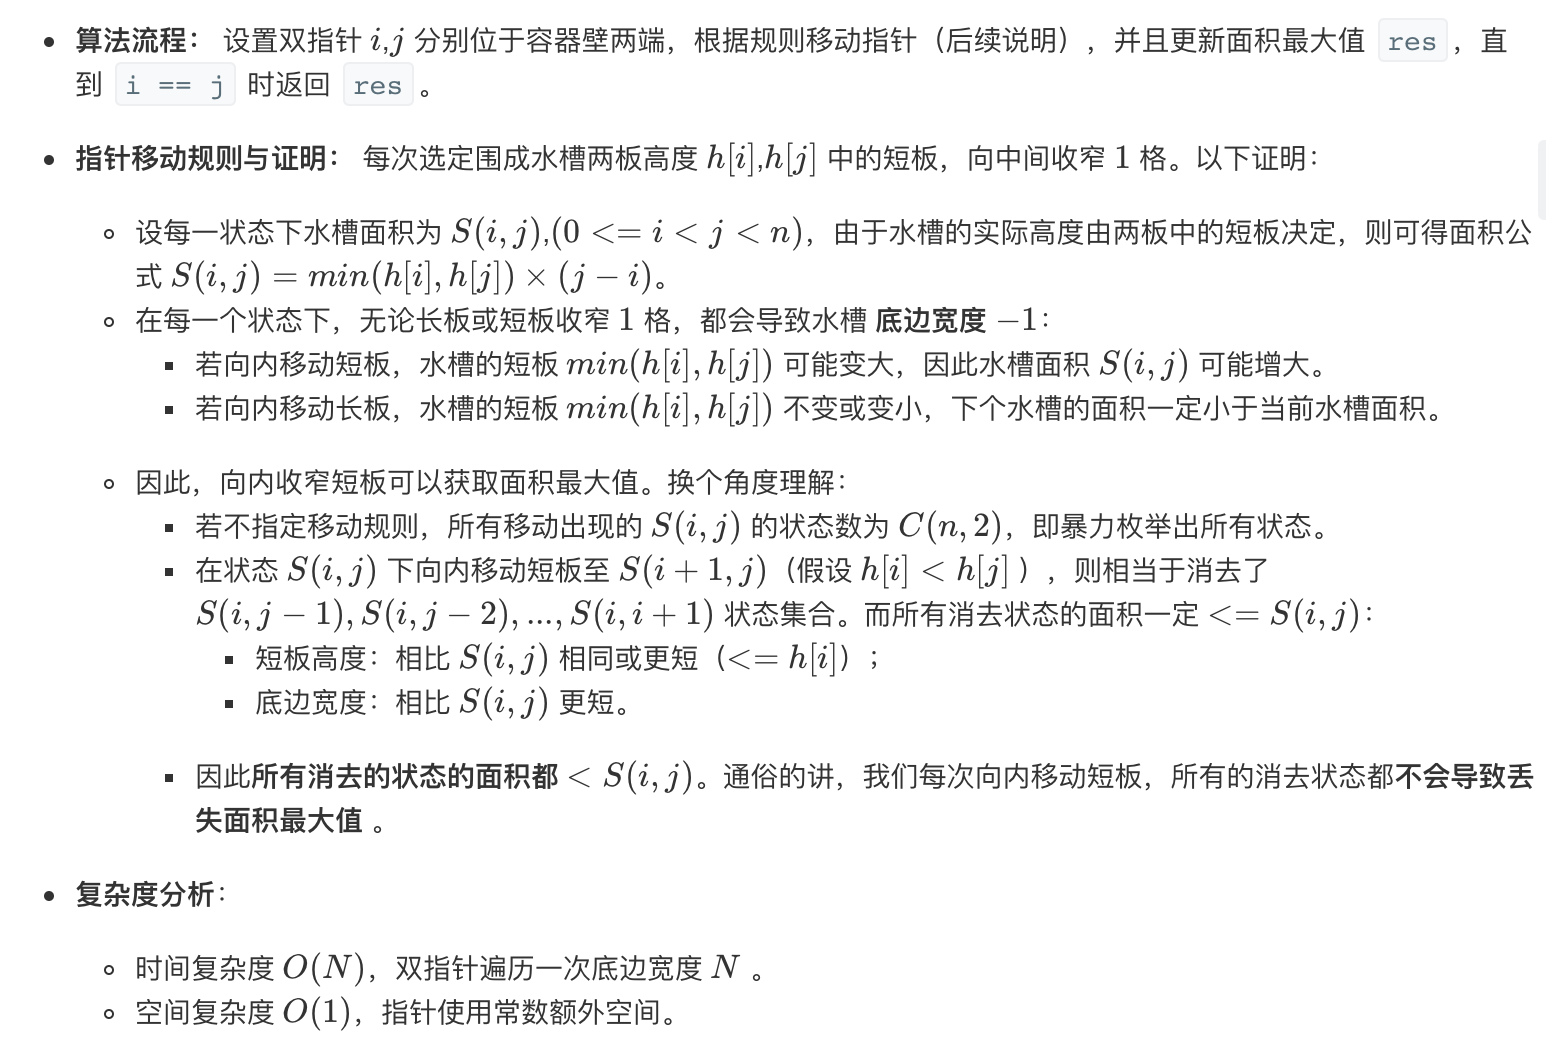 算法流程： 设置双指针 i,j 分别位于容器壁两端，根据规则移动指针（后续说明），并且更新面积最大值 res ，直
到 i == j 时返回 res 。
指针移动规则与证明： 每次选定围成水槽两板高度 h[i],h[j] 中的短板，向中间收窄 1 格。以下证明：
设每一状态下水槽面积为 S(i, j),(0 <= i < j < n)，由于水槽的实际高度由两板中的短板决定，则可得面积公
式 S(i, j) = min(h[i], h[j]) × (j − i)。
在每一个状态下，无论长板或短板收窄 1 格，都会导致水槽 底边宽度 −1：
若向内移动短板，水槽的短板 min(h[i], h[j]) 可能变大，因此水槽面积 S(i, j) 可能增大。
若向内移动长板，水槽的短板 min(h[i], h[j]) 不变或变小，下个水槽的面积一定小于当前水槽面积。
因此，向内收窄短板可以获取面积最大值。换个角度理解：
若不指定移动规则，所有移动出现的 S(i, j) 的状态数为 C(n, 2)，即暴力枚举出所有状态。
在状态 S(i, j) 下向内移动短板至 S(i + 1, j)（假设 h[i] < h[j] ），则相当于消去了
S(i, j − 1), S(i, j − 2), ..., S(i, i + 1) 状态集合。而所有消去状态的面积一定 <= S(i, j)：
短板高度：相比 S(i, j) 相同或更短（<= h[i]）；
底边宽度：相比 S(i, j) 更短。
因此所有消去的状态的面积都 < S(i, j)。通俗的讲，我们每次向内移动短板，所有的消去状态都不会导致丢
失面积最大值 。
复杂度分析：
时间复杂度 O(N)，双指针遍历一次底边宽度 N 。
空间复杂度 O(1)，指针使用常数额外空间。